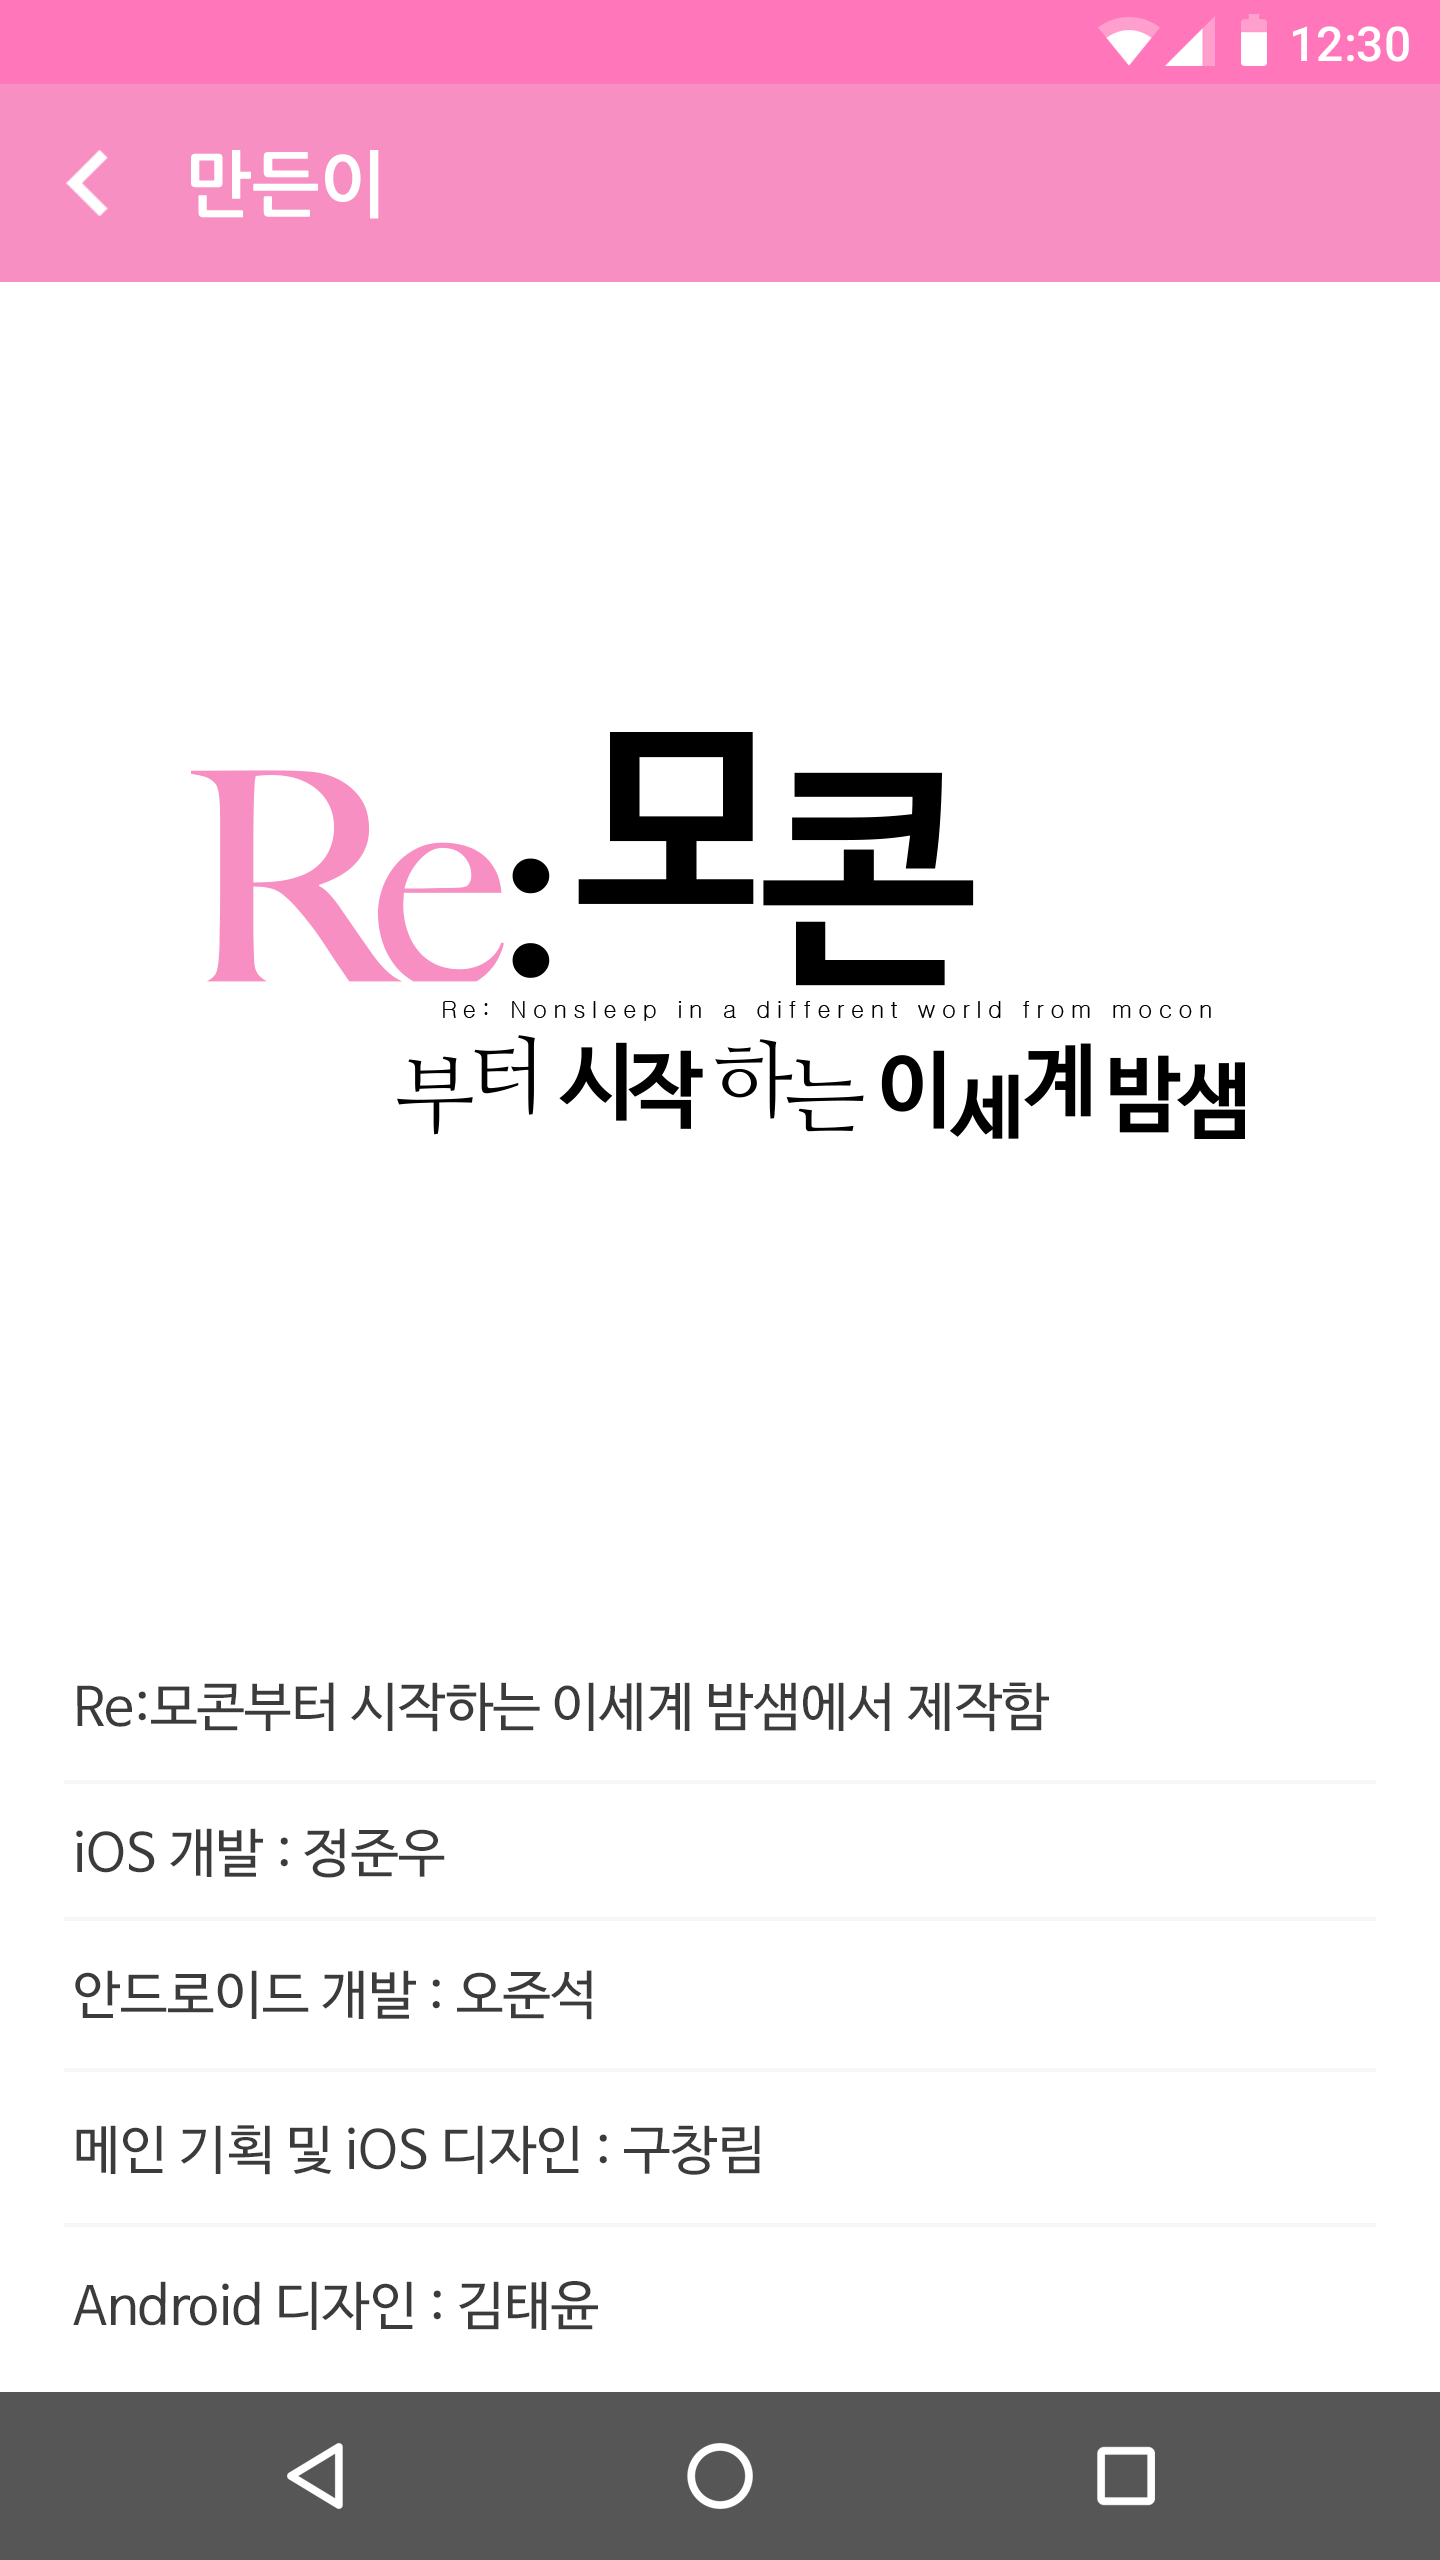 12:30
만든이
Re:모콘
Re: Nonsleep in a different world from mocon
부터 시작하는 이세계 밤샘
Re:모콘부터 시작하는 이세계 밤샘에서 제작함
iOS 개발 : 정준우
안드로이드 개발 : 오준석
메인 기획 및 iOS 디자인 : 구창림
Android 디자인 : 김태윤